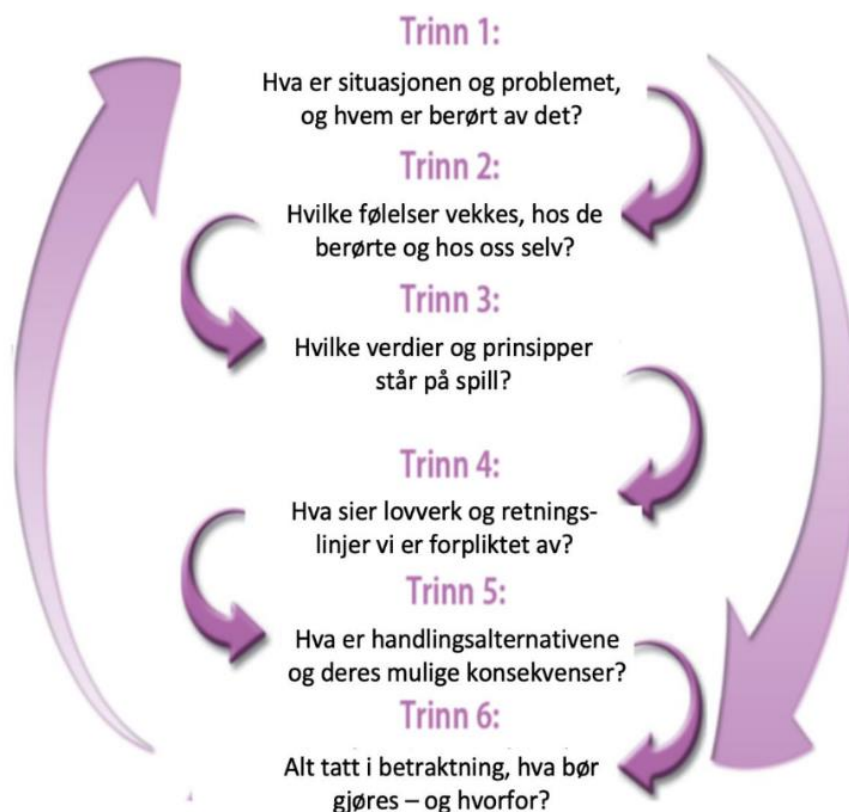 Trinn 1:
Hva er situasjonen og problemet,
og hvem er berørt av det?
Trinn 2:
Hvilke følelser vekkes, hos de
berørte og hos oss selv?
Trinn 3:
Hvilke verdier og prinsipper
står på spill?
Trinn 4:
Hva sier lovverk og retnings-
linjer vi er forpliktet av?
Trinn 5:
Hva er handlingsalternativene
og deres mulige konsekvenser?
Trinn 6:
Alt tatt i betraktning, hva bør
gjøres – og hvorfor?